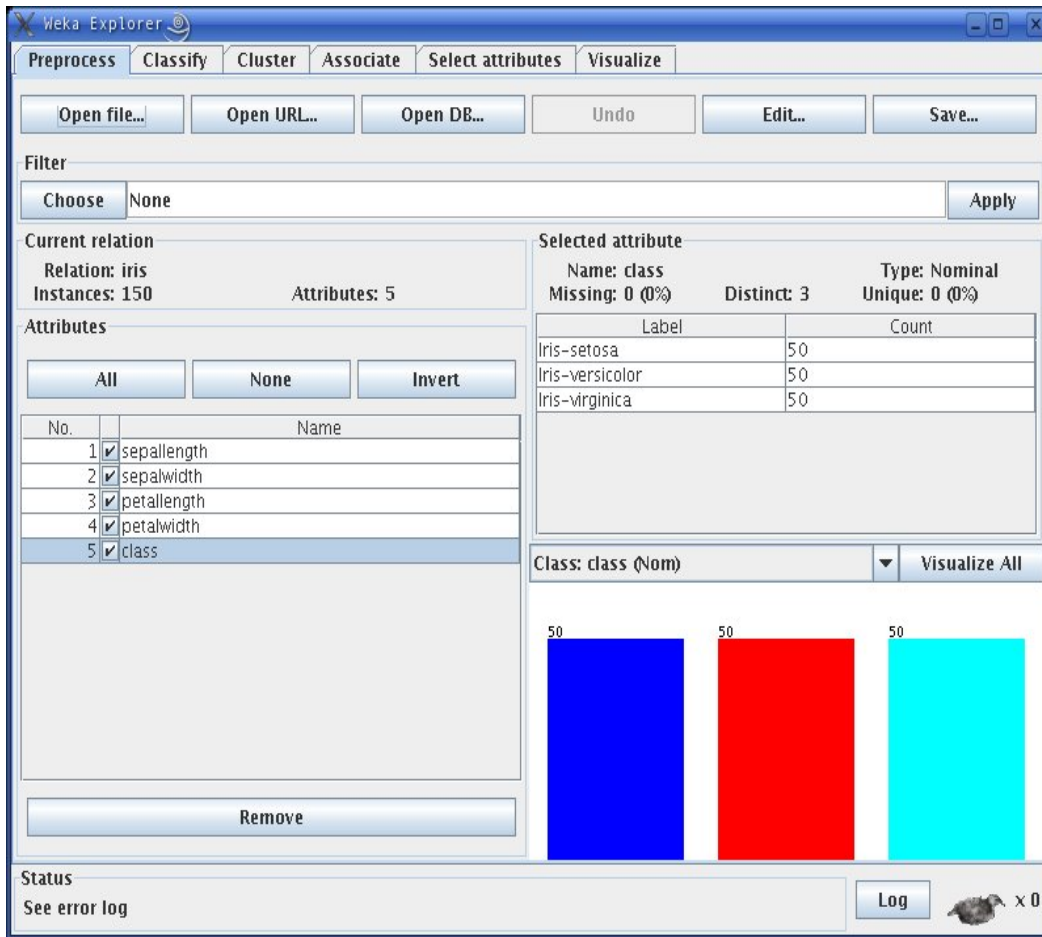 Weka Explorer
Preprocess Classify Cluster Associate Select attributes Visualize
Open file... Open URL... Open DB... Undo Edit... Save...
Filter
Choose None Apply
Current relation
Relation: iris
Instances: 150 Attributes: 5
Attributes
All None Invert
No. Name
1 sepallength
2 sepalwidth
3 petallength
4 petalwidth
5 class
Remove
Selected attribute
Name: class Type: Nominal
Missing: 0 (0%) Distinct: 3 Unique: 0 (0%)
Label Count
Iris-setosa 50
Iris-versicolor 50
Iris-virginica 50
Class: class (Nom) Visualize All
50 50 50
Status
See error log
Log x 0